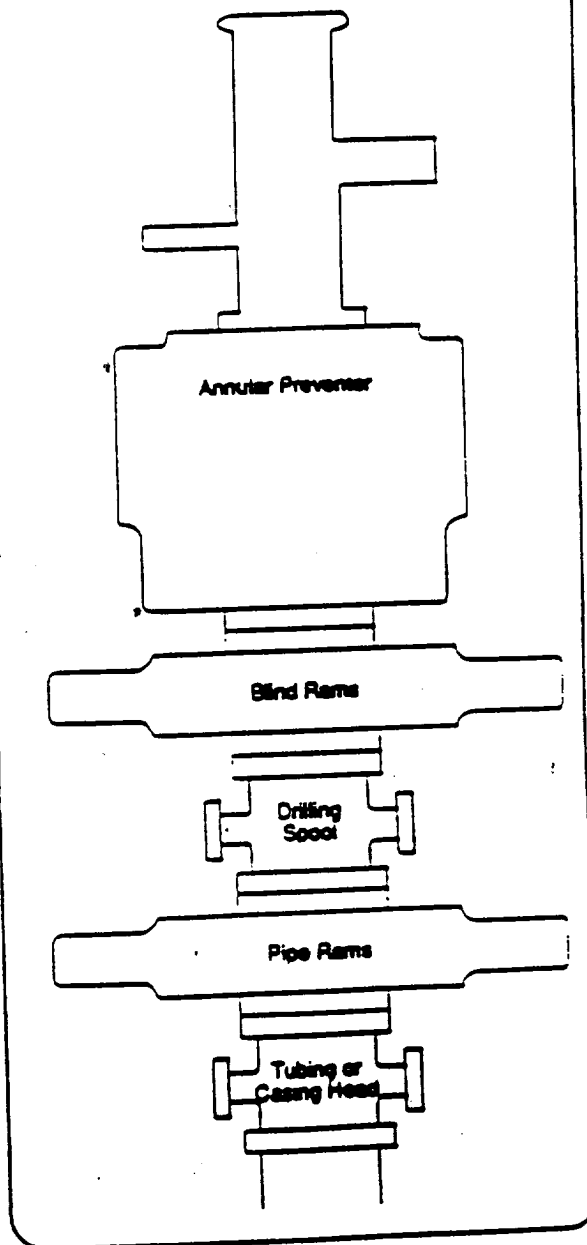 Annular Preventer
Blind Rams
Drilling
Spool
Pipe Rams
Tubing or
Casing Head